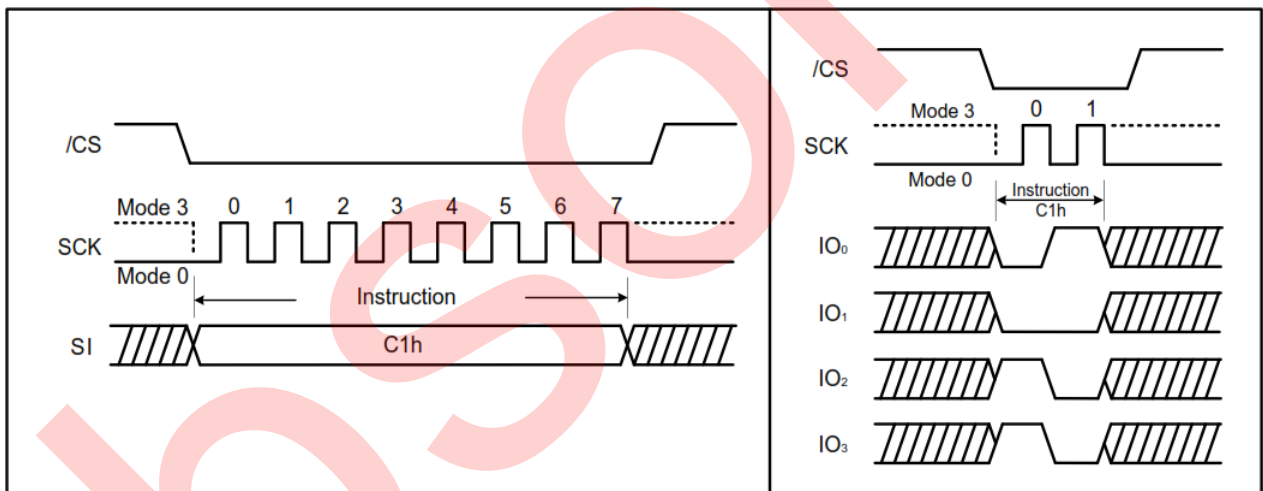 /CS
Mode 3 0 1 2 3 4 5 6 7
SCK
Mode 0
Instruction
SI C1h
/CS
Mode 3 0 1
SCK
Mode 0
Instruction
C1h
IO₀
IO₁
IO₂
IO₃